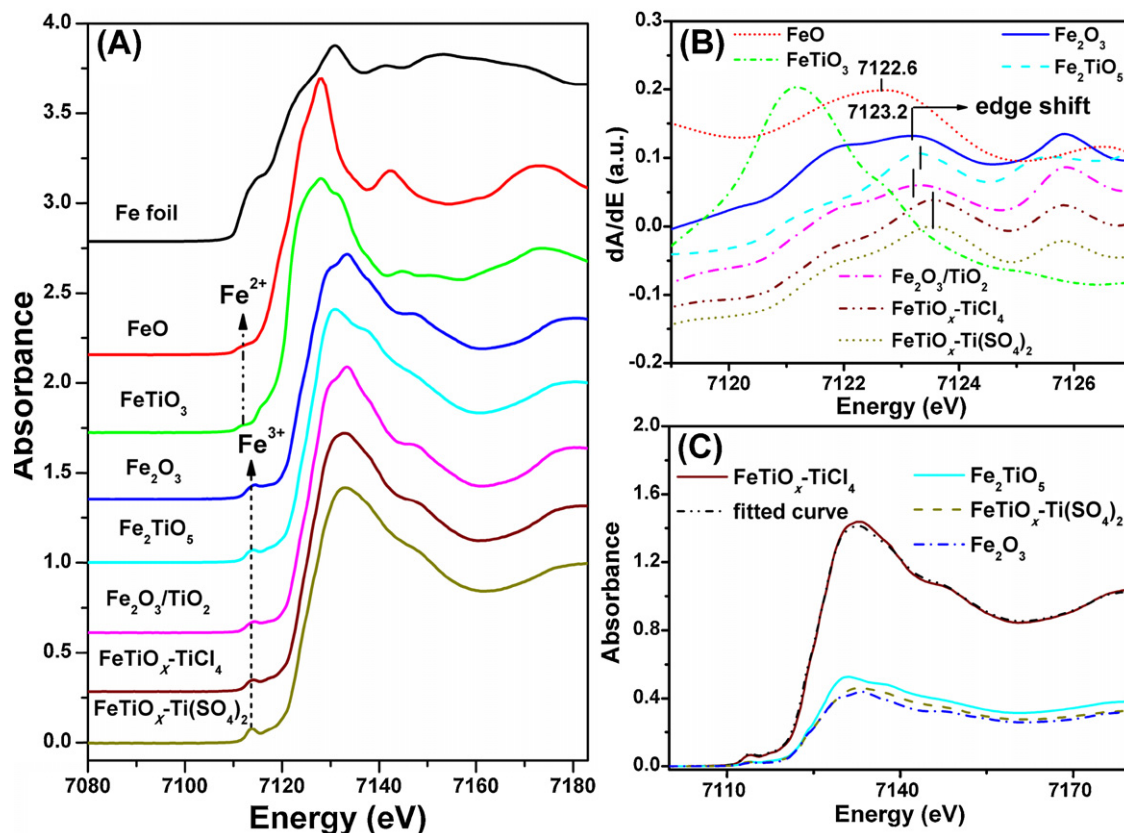 (A)
Absorbance
4.0
3.5
3.0
2.5
2.0
1.5
1.0
0.5
0.0
Fe foil
Fe²⁺
FeO
FeTiO₃
Fe³⁺
Fe₂O₃
Fe₂TiO₅
Fe₂O₃/TiO₂
FeTiOₓ-TiCl₄
FeTiOₓ-Ti(SO₄)₂
7080 7100 7120 7140 7160 7180
Energy (eV)
(B)
FeO
FeTiO₃
Fe₂O₃
Fe₂TiO₅
7122.6
7123.2
edge shift
dA/dE (a.u.)
0.3
0.2
0.1
0.0
-0.1
-0.2
Fe₂O₃/TiO₂
FeTiOₓ-TiCl₄
FeTiOₓ-Ti(SO₄)₂
7120 7122 7124 7126
Energy (eV)
(C)
FeTiOₓ-TiCl₄
fitted curve
Fe₂TiO₅
FeTiOₓ-Ti(SO₄)₂
Fe₂O₃
Absorbance
1.8
1.6
1.2
0.8
0.4
0.0
7110 7140 7170
Energy (eV)